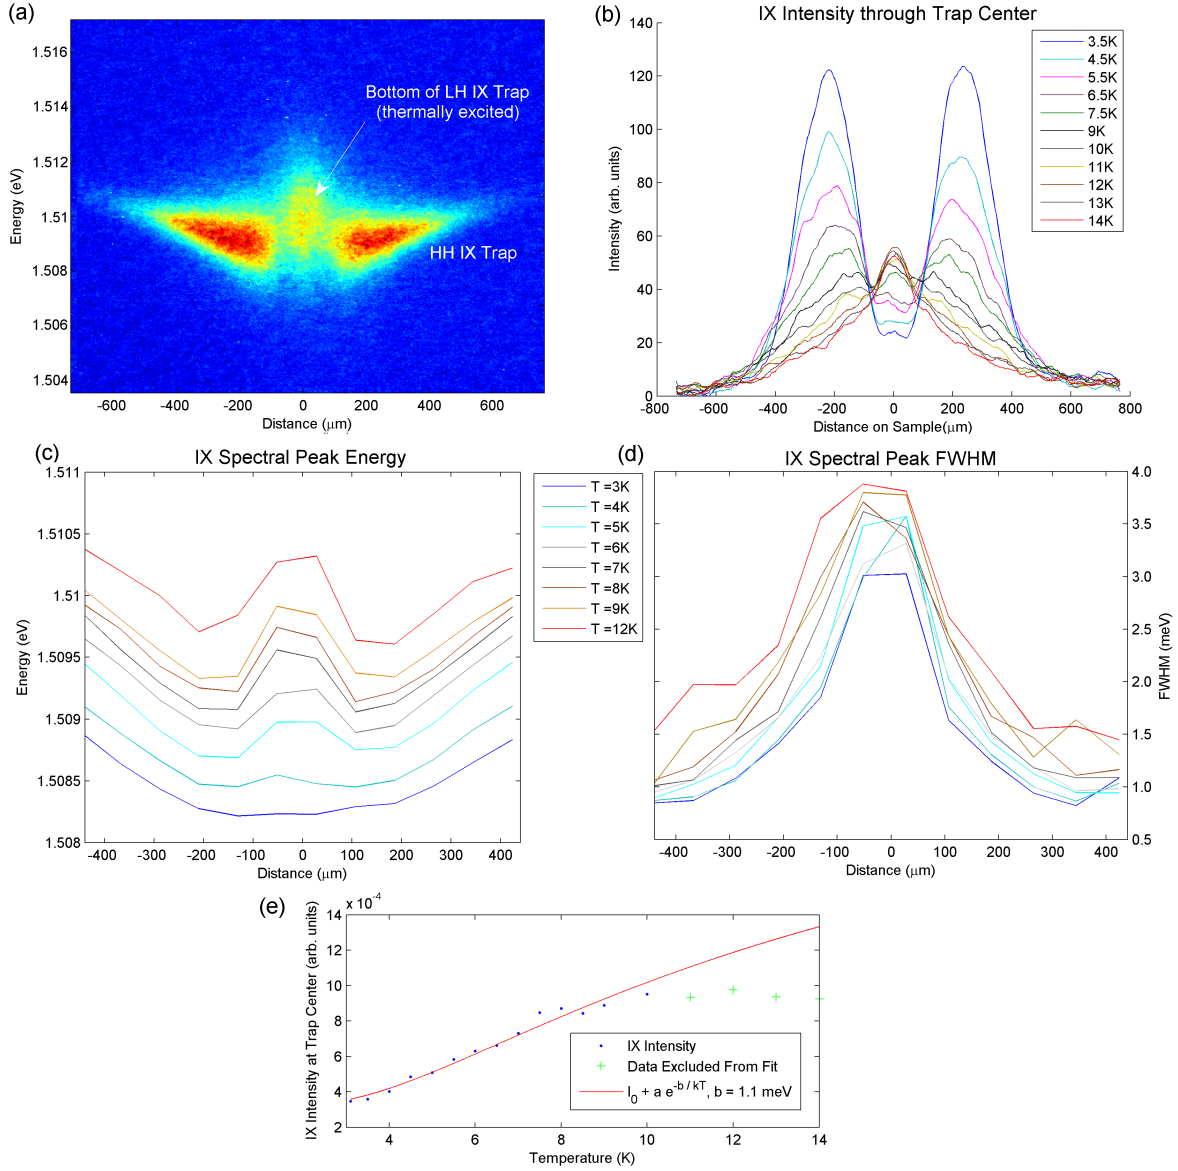 (a)
1.516
1.514
1.512
1.51
1.508
1.506
1.504
Energy (eV)
Bottom of LH IX Trap
(thermally excited)
HH IX Trap
-600 -400 -200 0 200 400 600
Distance (μm)
(b)
IX Intensity through Trap Center
140
120
100
80
60
40
20
0
Intensity (arb. units)
3.5K
4.5K
5.5K
6.5K
7.5K
9K
10K
11K
12K
13K
14K
-800 -600 -400 -200 0 200 400 600 800
Distance on Sample(μm)
(c)
IX Spectral Peak Energy
1.511
1.5105
1.51
1.5095
1.509
1.5085
1.508
Energy (eV)
-400 -300 -200 -100 0 100 200 300 400
Distance (μm)
T =3K
T =4K
T =5K
T =6K
T =7K
T =8K
T =9K
T =12K
(d)
IX Spectral Peak FWHM
4.0
3.5
3.0
2.5
2.0
1.5
1.0
0.5
FWHM (meV)
-400 -300 -200 -100 0 100 200 300 400
Distance (μm)
(e)
x 10⁻⁴
14
12
10
8
6
4
2
IX Intensity at Trap Center (arb. units)
IX Intensity
Data Excluded From Fit
I₀ + a e^(-b / kT), b = 1.1 meV
4 6 8 10 12 14
Temperature (K)